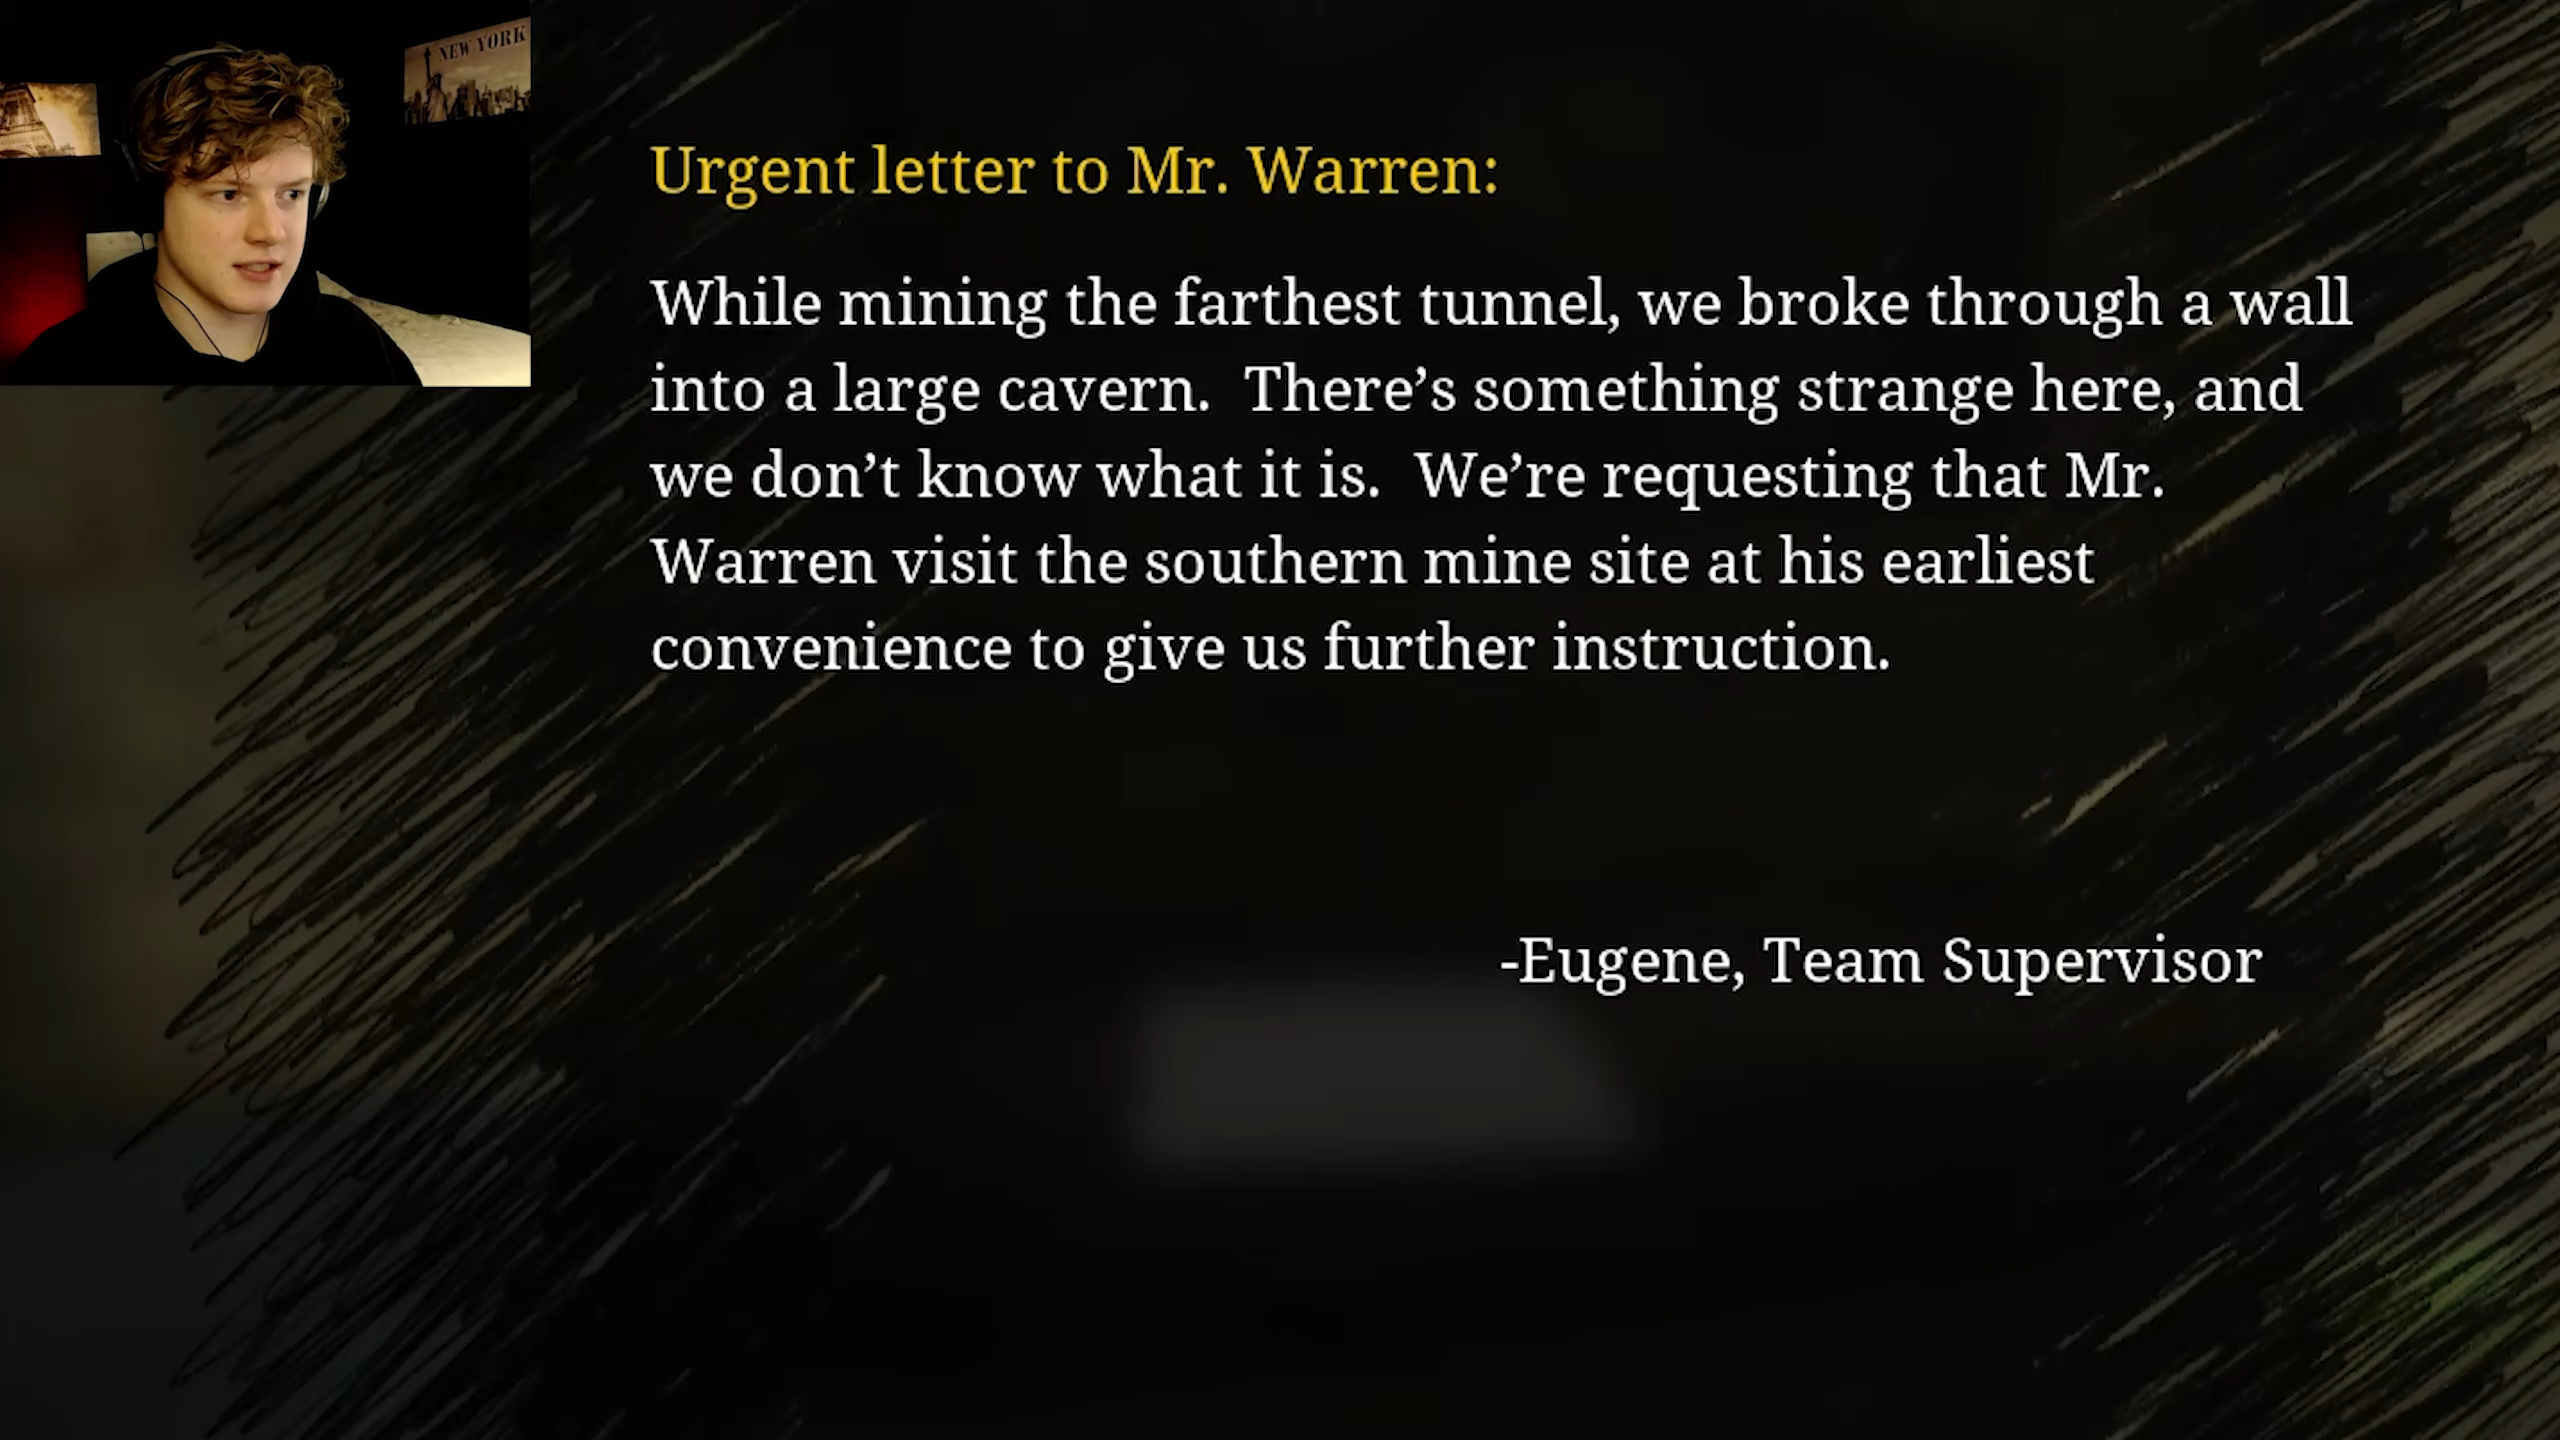 NEW YORK
Urgent letter to Mr. Warren:
While mining the farthest tunnel, we broke through a wall
into a large cavern.  There’s something strange here, and
we don’t know what it is.  We’re requesting that Mr.
Warren visit the southern mine site at his earliest
convenience to give us further instruction.
-Eugene, Team Supervisor